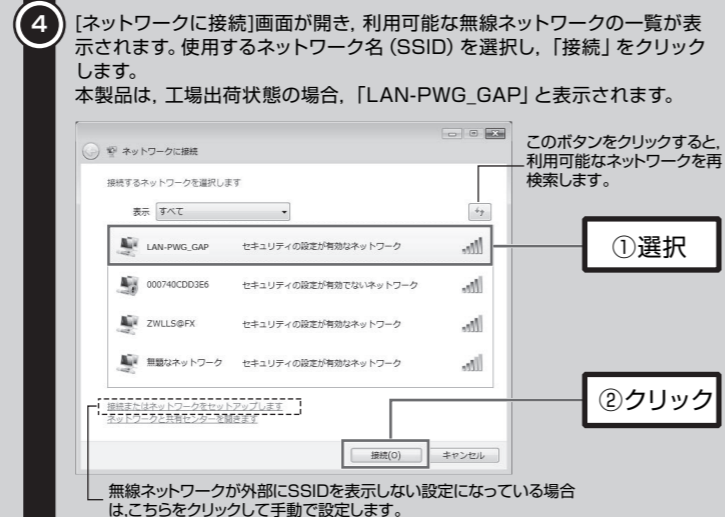 4
[ネットワークに接続]画面が開き, 利用可能な無線ネットワークの一覧が表
示されます。使用するネットワーク名（SSID）を選択し,「接続」をクリック
します。
本製品は, 工場出荷状態の場合,「LAN-PWG_GAP」と表示されます。
ネットワークに接続
このボタンをクリックすると,
利用可能なネットワークを再
検索します。
接続するネットワークを選択します
表示 すべて
LAN-PWG_GAP セキュリティの設定が有効なネットワーク
①選択
000740CDD3E6 セキュリティの設定が有効でないネットワーク
ZWLLS@FX セキュリティの設定が有効なネットワーク
無題なネットワーク セキュリティの設定が有効なネットワーク
接続またはネットワークをセットアップします
ネットワークと共有センターを開きます
②クリック
接続(O) キャンセル
無線ネットワークが外部にSSIDを表示しない設定になっている場合
は,こちらをクリックして手動で設定します。